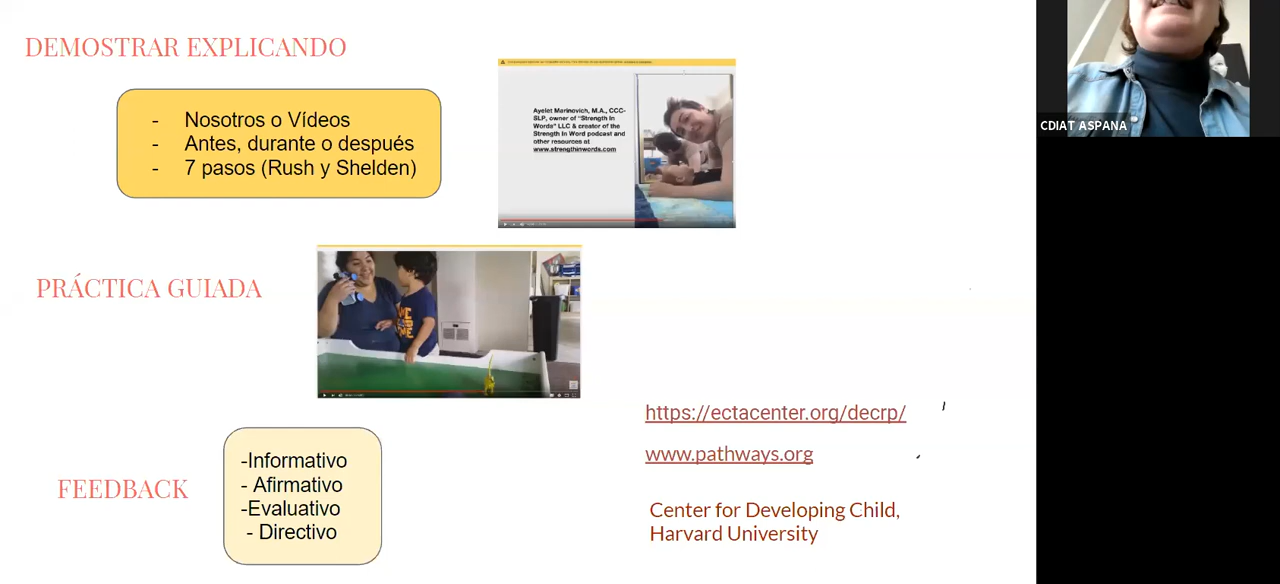 DEMOSTRAR EXPLICANDO
- Nosotros o Vídeos
- Antes, durante o después
- 7 pasos (Rush y Shelden)
Ayelet Marinovich, M.A., CCC-
SLP, owner of "Strength In
Words" LLC & creator of the
Strength In Word podcast and
other resources at
www.strengthinwords.com
CDIAT ASPANA
PRÁCTICA GUIADA
FEEDBACK
-Informativo
- Afirmativo
-Evaluativo
- Directivo
https://ectacenter.org/decrp/
www.pathways.org
Center for Developing Child,
Harvard University